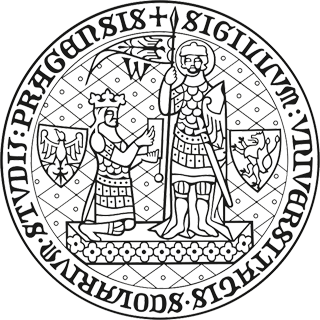 + SIGILLVM : VNIVERSITATIS · SCOLARIVM · STVDII : PRAGENSIS
W